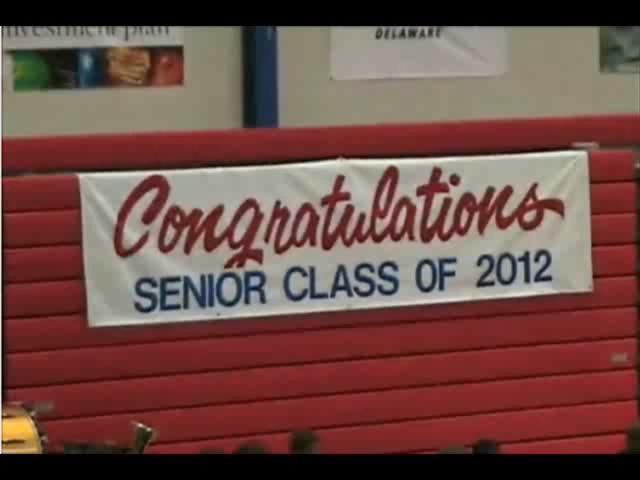 investment plan
DELAWARE
Congratulations
SENIOR CLASS OF 2012